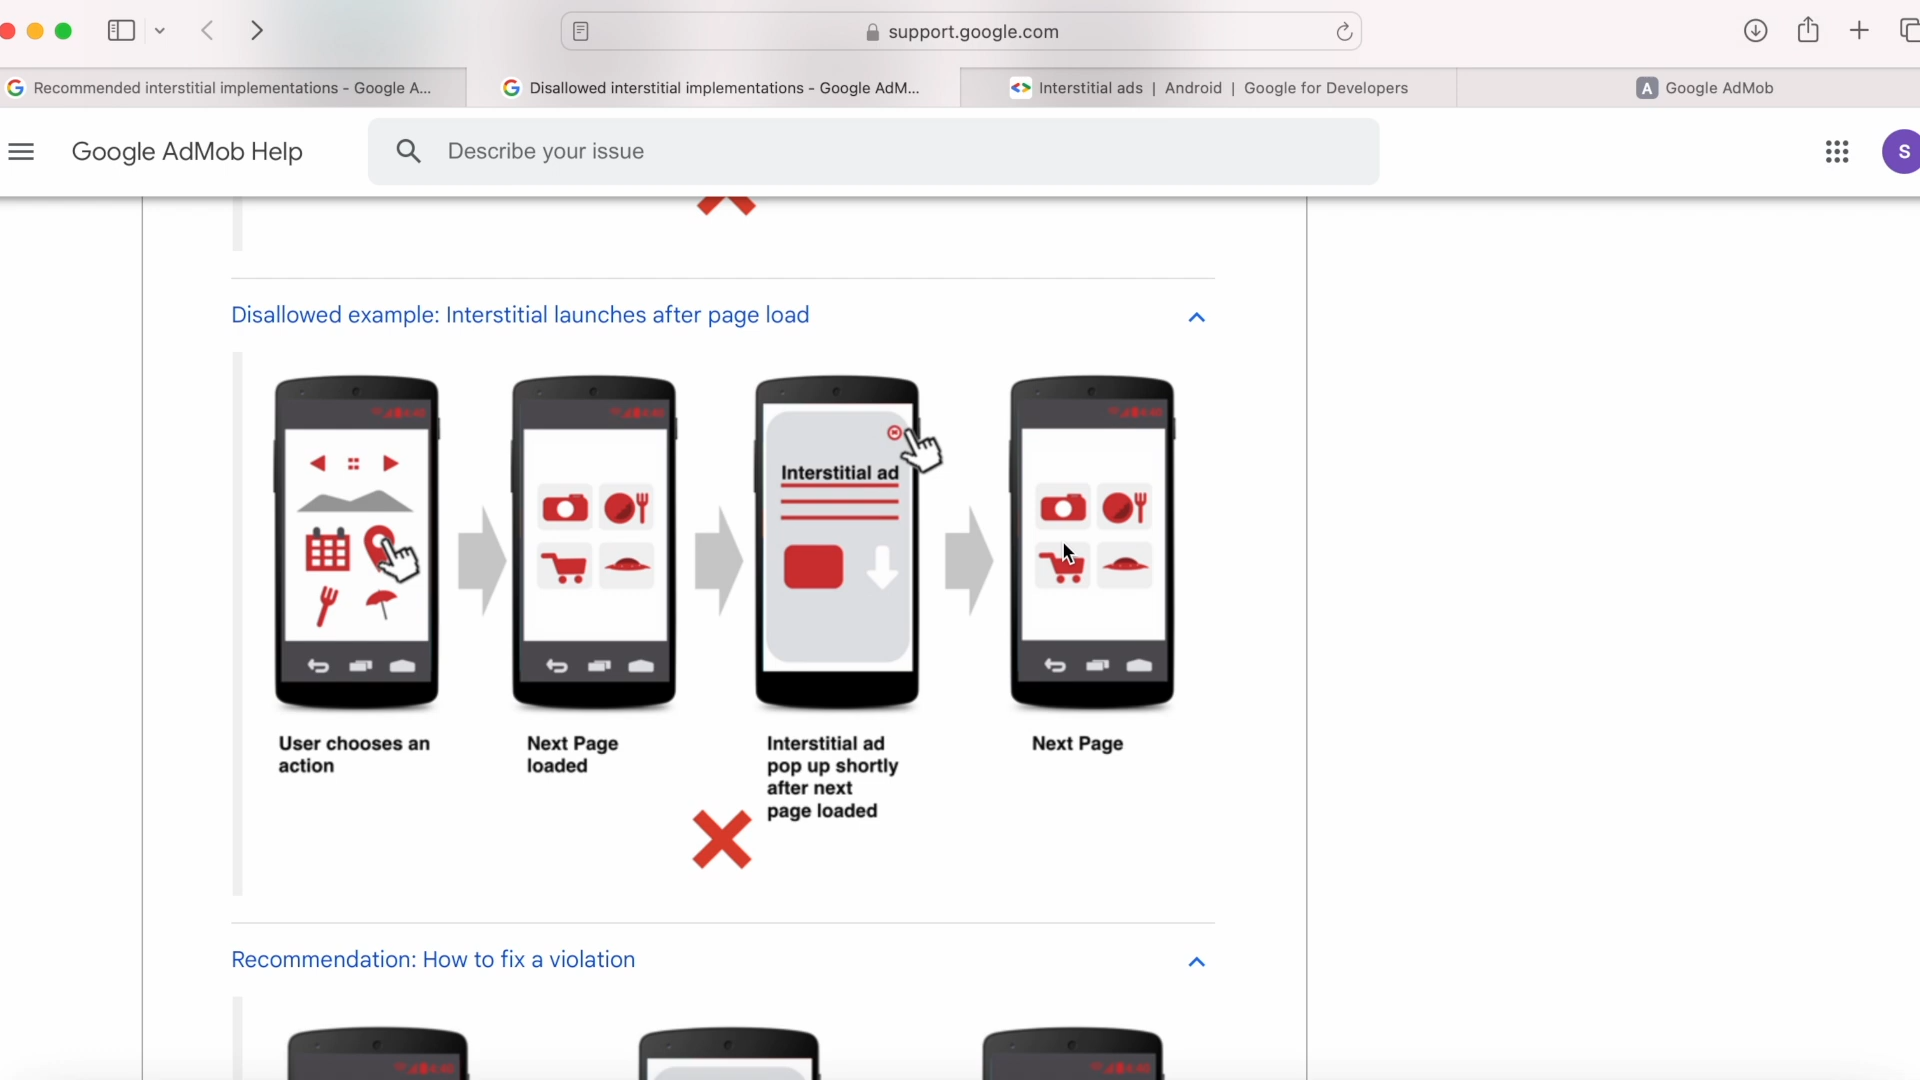 support.google.com
Recommended interstitial implementations - Google A...
Disallowed interstitial implementations - Google AdM...
Interstitial ads | Android | Google for Developers
A Google AdMob
Google AdMob Help
Describe your issue
S
Disallowed example: Interstitial launches after page load
Interstitial ad
User chooses an
action
Next Page
loaded
Interstitial ad
pop up shortly
after next
page loaded
Next Page
Recommendation: How to fix a violation